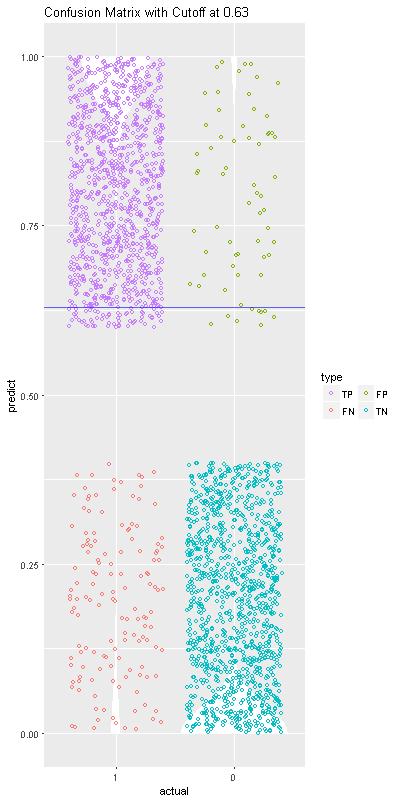 Confusion Matrix with Cutoff at 0.63
1.00
0.75
0.50
0.25
0.00
predict
1 0
actual
type
TP FP
FN TN